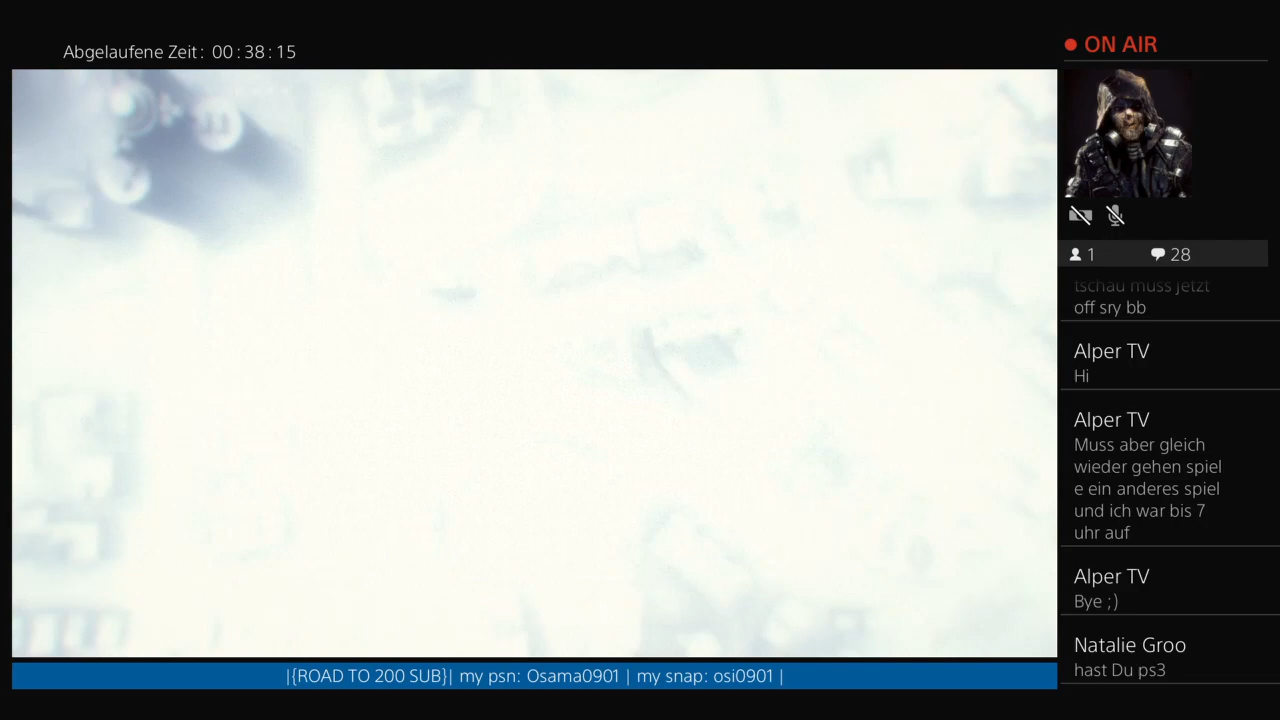 Abgelaufene Zeit: 00:38:15
ON AIR
1 28
tschau muss jetzt
off sry bb
Alper TV
Hi
Alper TV
Muss aber gleich
wieder gehen spiel
e ein anderes spiel
und ich war bis 7
uhr auf
Alper TV
Bye ;)
Natalie Groo
hast Du ps3
|{ROAD TO 200 SUB}| my psn: Osama0901 | my snap: osi0901 |